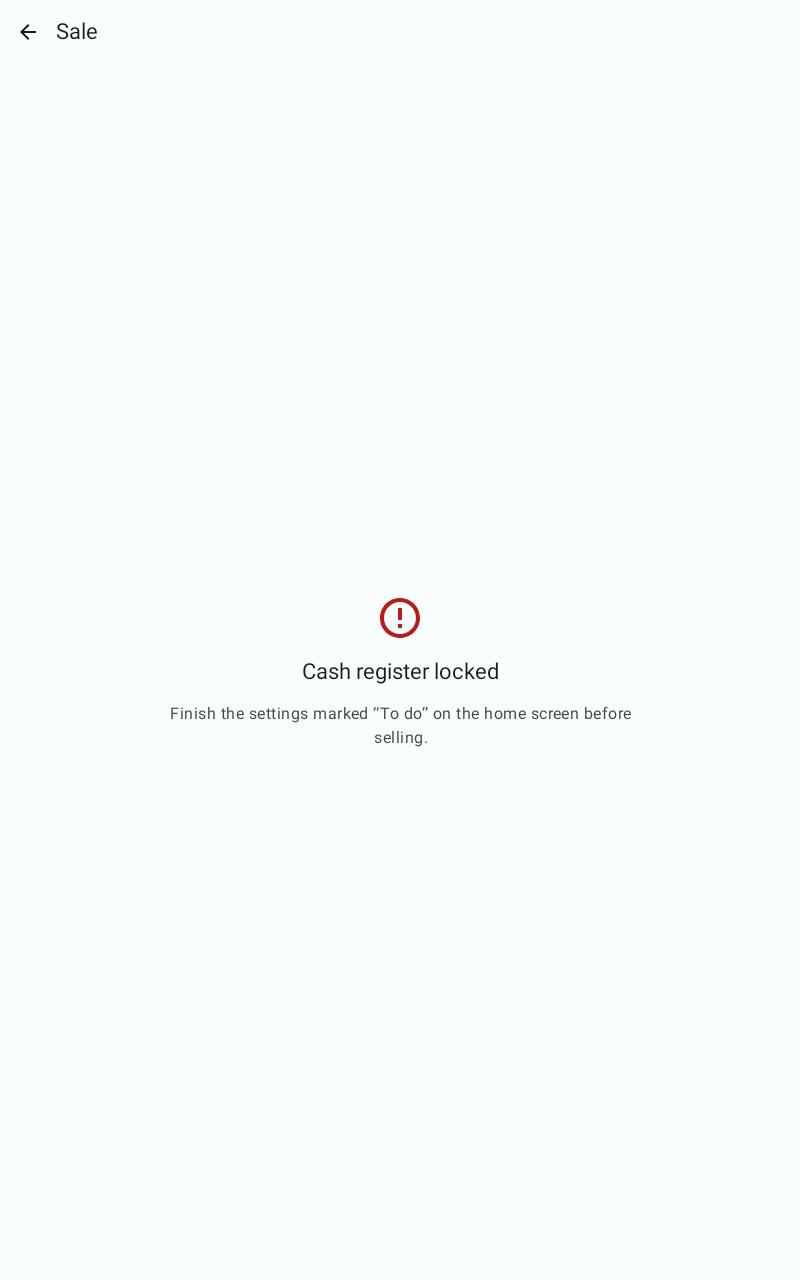 Sale
Cash register locked
Finish the settings marked “To do” on the home screen before
selling.